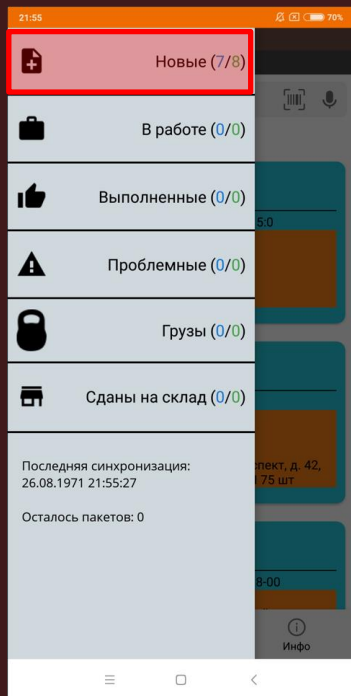 21:55
70%
Новые (7/8)
В работе (0/0)
Выполненные (0/0)
5:0
Проблемные (0/0)
Грузы (0/0)
Сданы на склад (0/0)
Последняя синхронизация:
26.08.1971 21:55:27
спект, д. 42,
75 шт
Осталось пакетов: 0
8-00
Инфо